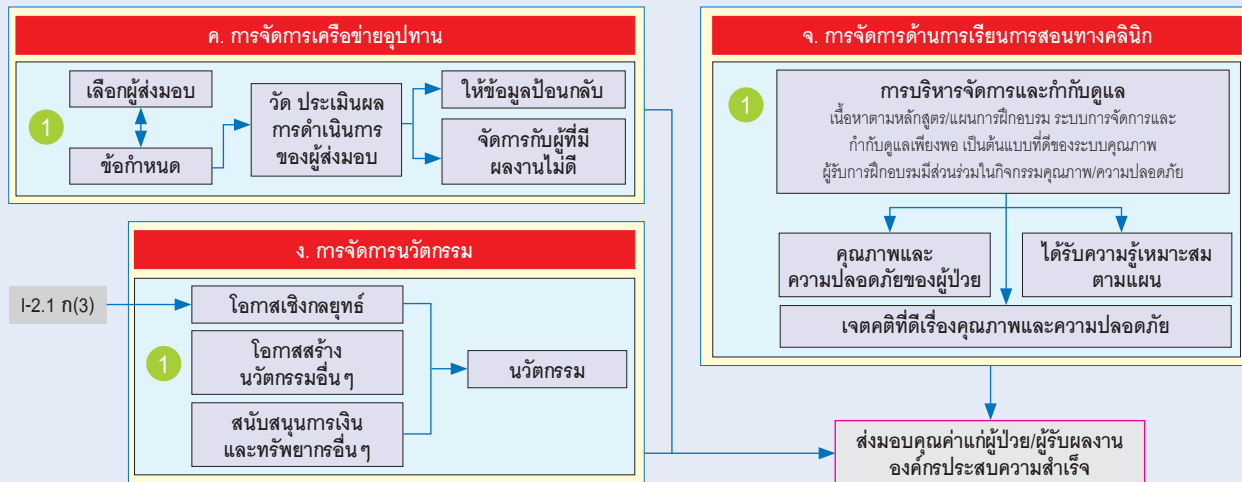 ค. การจัดการเครือข่ายอุปทาน
1
เลือกผู้ส่งมอบ
ข้อกำหนด
วัด ประเมินผล
การดำเนินการ
ของผู้ส่งมอบ
ให้ข้อมูลป้อนกลับ
จัดการกับผู้ที่มี
ผลงานไม่ดี
ง. การจัดการนวัตกรรม
I-2.1 ก(3)
1
โอกาสเชิงกลยุทธ์
โอกาสสร้าง
นวัตกรรมอื่นๆ
สนับสนุนการเงิน
และทรัพยากรอื่นๆ
นวัตกรรม
จ. การจัดการด้านการเรียนการสอนทางคลินิก
1
การบริหารจัดการและกำกับดูแล
เนื้อหาตามหลักสูตร/แผนการฝึกอบรม ระบบการจัดการและ
กำกับดูแลเพียงพอ เป็นต้นแบบที่ดีของระบบคุณภาพ
ผู้รับการฝึกอบรมมีส่วนร่วมในกิจกรรมคุณภาพ/ความปลอดภัย
คุณภาพและ
ความปลอดภัยของผู้ป่วย
ได้รับความรู้เหมาะสม
ตามแผน
เจตคติที่ดีเรื่องคุณภาพและความปลอดภัย
ส่งมอบคุณค่าแก่ผู้ป่วย/ผู้รับผลงาน
องค์กรประสบความสำเร็จ